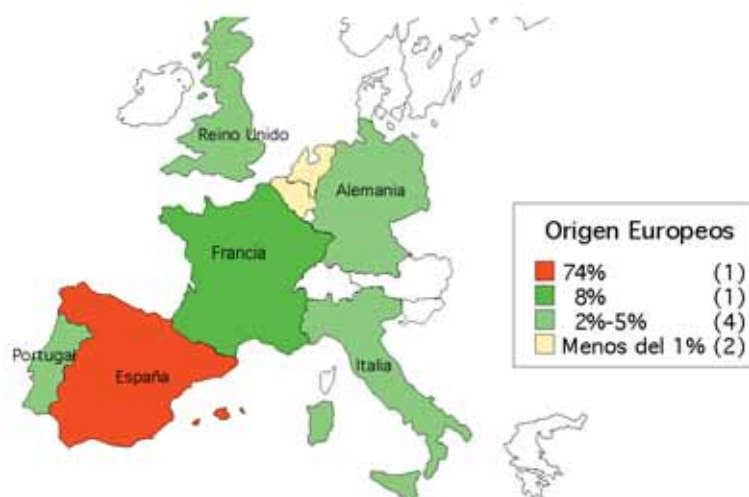 Reino Unido
Alemania
Francia
Portugal
España
Italia
Origen Europeos
74% (1)
8% (1)
2%-5% (4)
Menos del 1% (2)